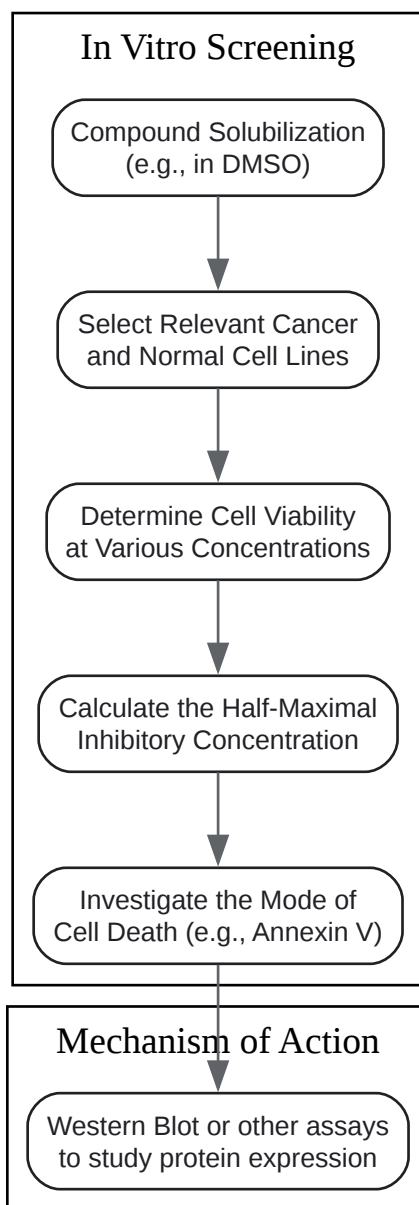 In Vitro Screening
Compound Solubilization
(e.g., in DMSO)
Select Relevant Cancer
and Normal Cell Lines
Determine Cell Viability
at Various Concentrations
Calculate the Half-Maximal
Inhibitory Concentration
Investigate the Mode of
Cell Death (e.g., Annexin V)
Mechanism of Action
Western Blot or other assays
to study protein expression